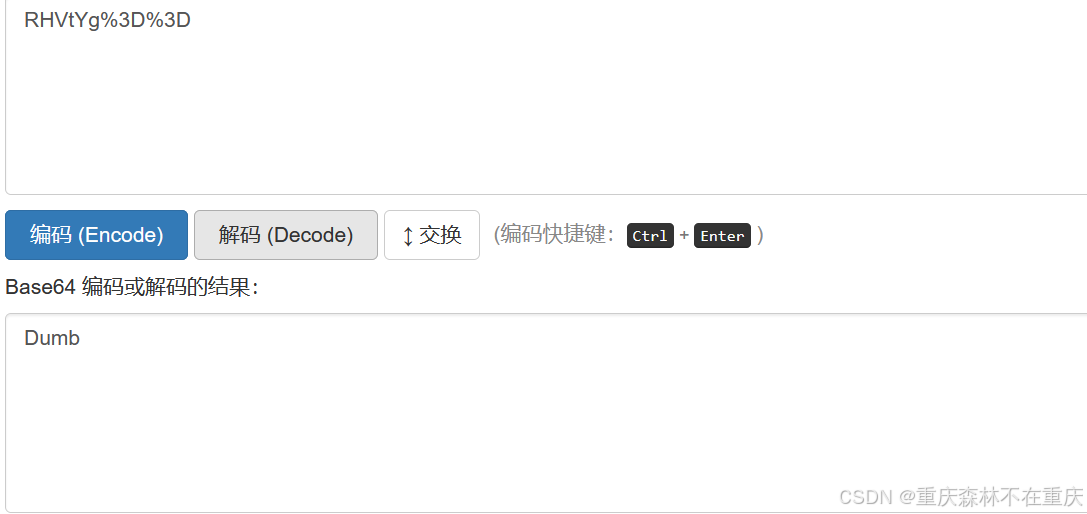 RHVtYg%3D%3D
编码 (Encode) 解码 (Decode) ↕ 交换 (编码快捷键： Ctrl + Enter )
Base64 编码或解码的结果：
Dumb
CSDN @重庆森林不在重庆